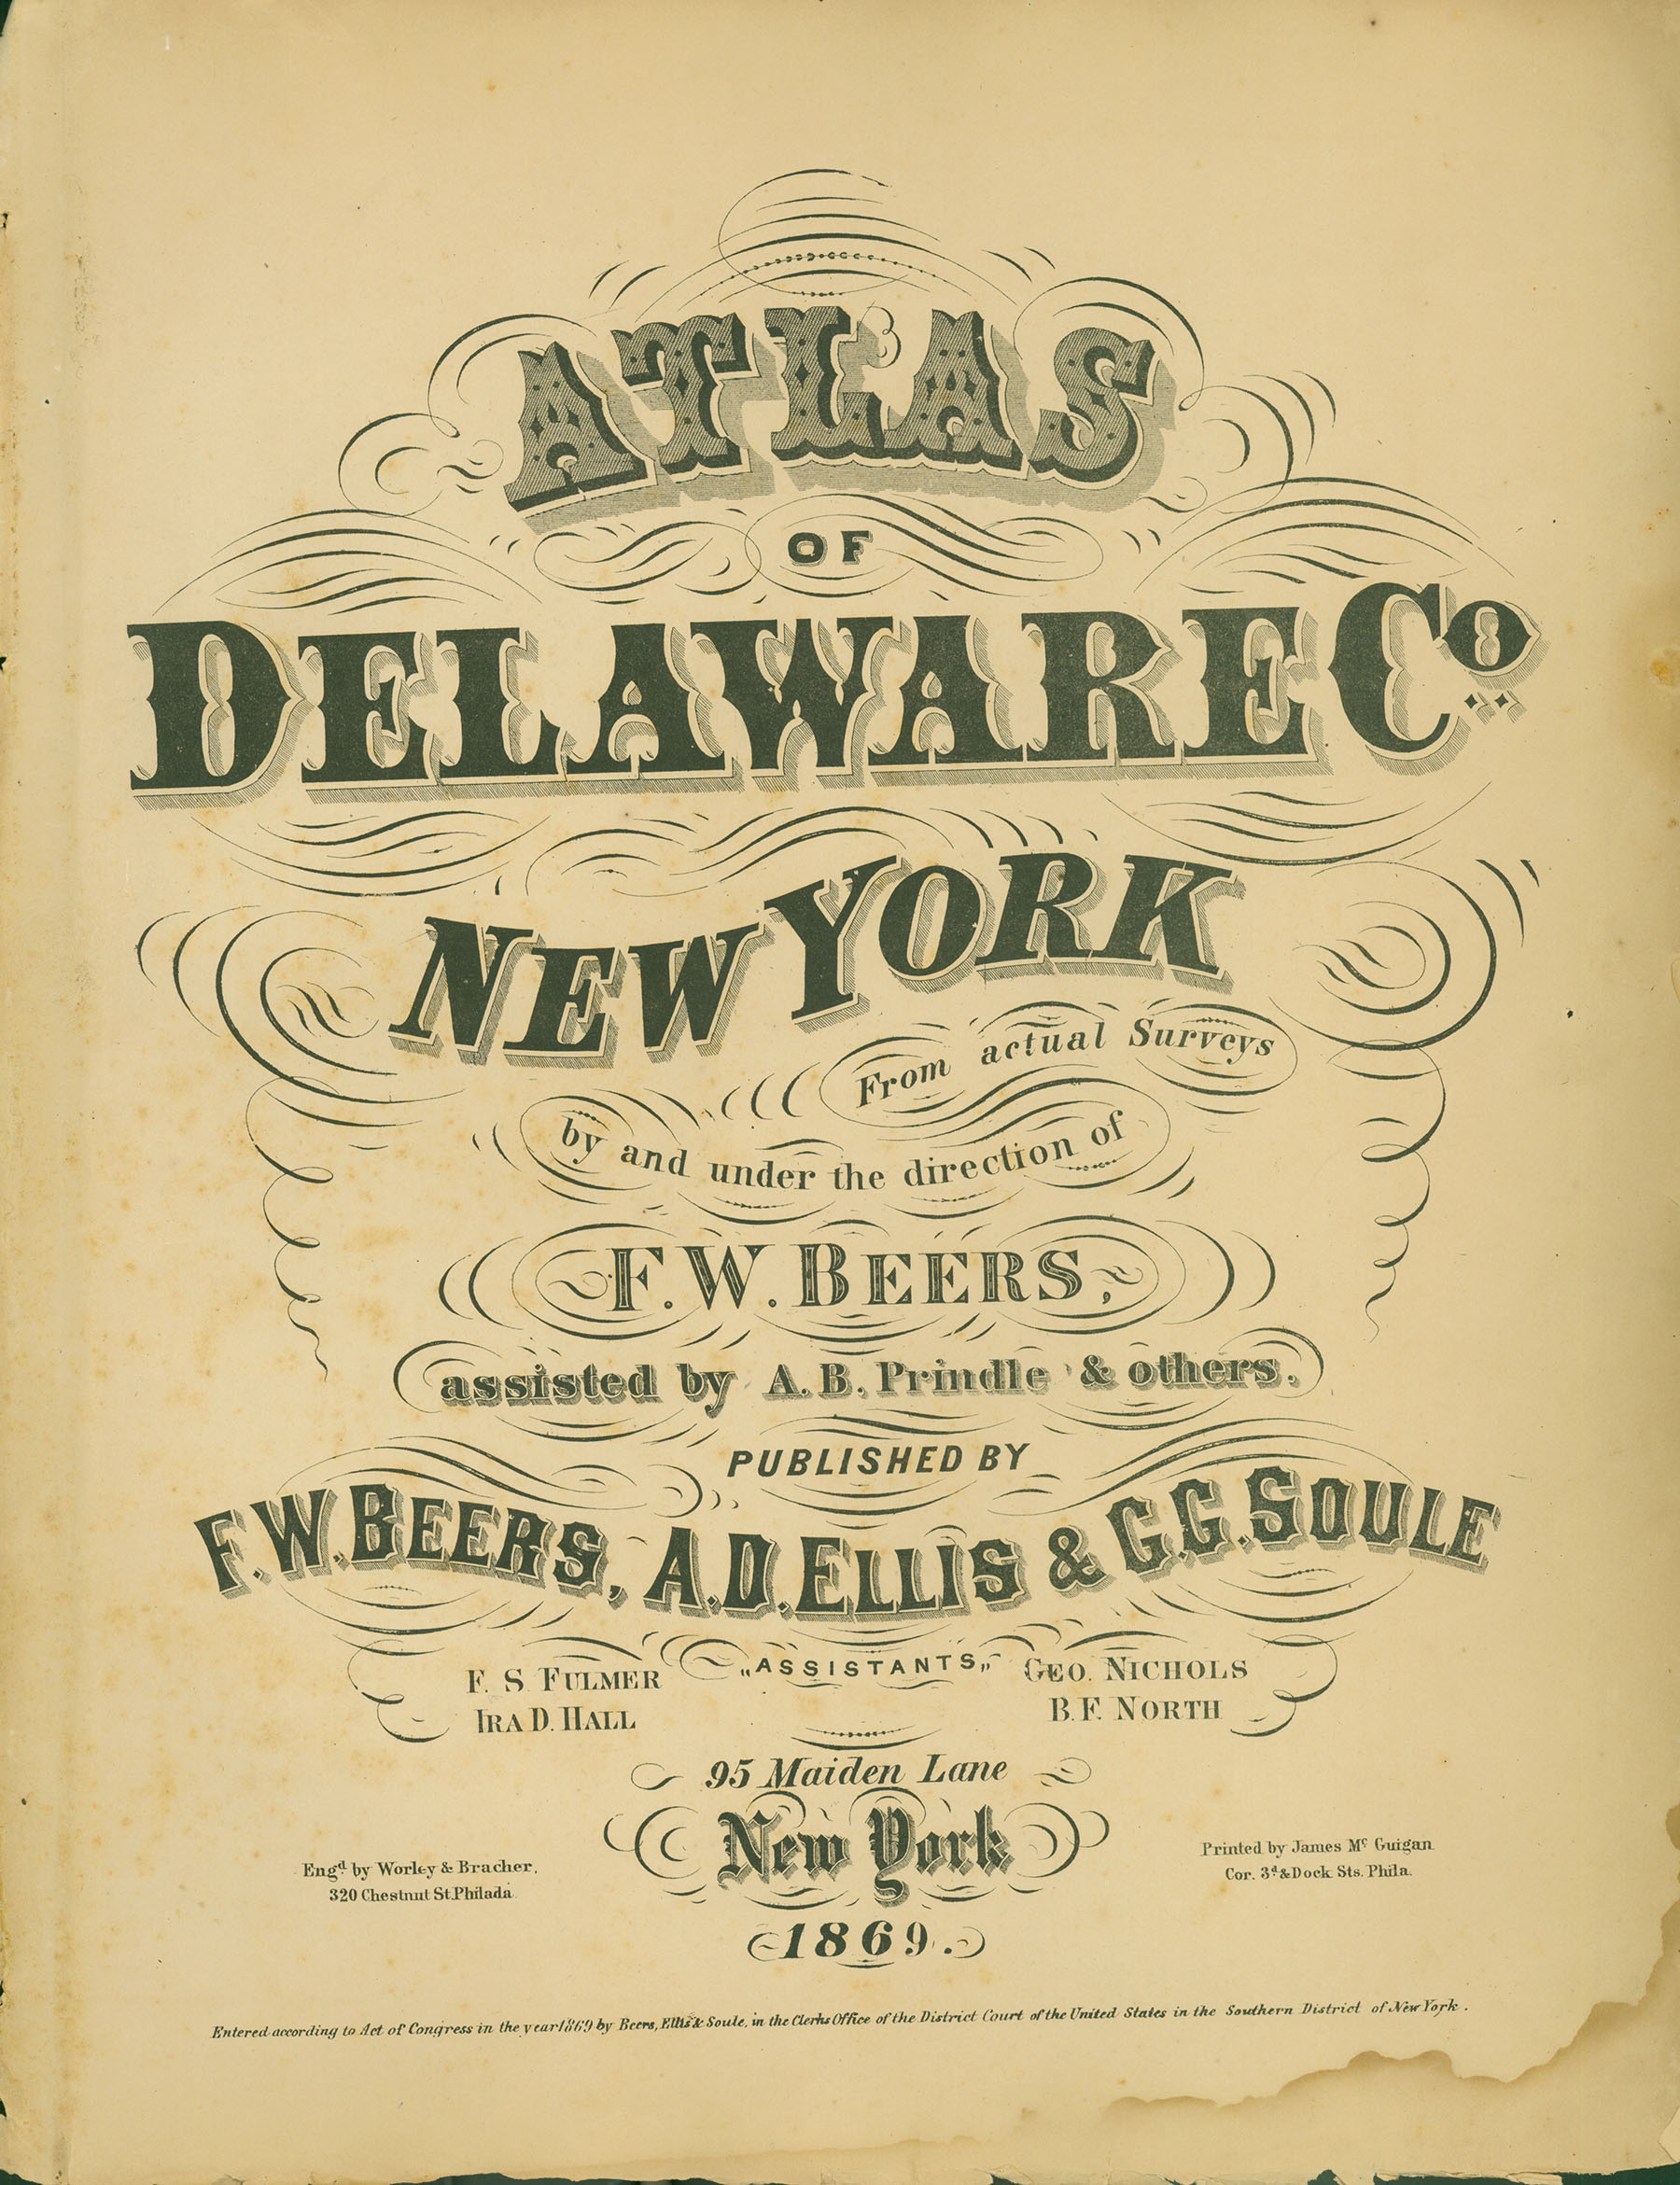 ATLAS
OF
DELAWARE Co.
NEW YORK
From actual Surveys
by and under the direction of
F. W. BEERS,
assisted by A. B. Prindle & others.
PUBLISHED BY
F. W. BEERS, A. D. ELLIS & G. G. SOULE
"ASSISTANTS"
F. S. FULMER
IRA D. HALL
GEO. NICHOLS
B. F. NORTH
95 Maiden Lane
New York
1869.
Engd. by Worley & Bracher,
320 Chestnut St. Philada.
Printed by James Mc Guigan
Cor. 3d & Dock Sts. Phila.
Entered according to Act of Congress in the year 1869 by Beers, Ellis & Soule, in the Clerks Office of the District Court of the United States in the Southern District of New York.